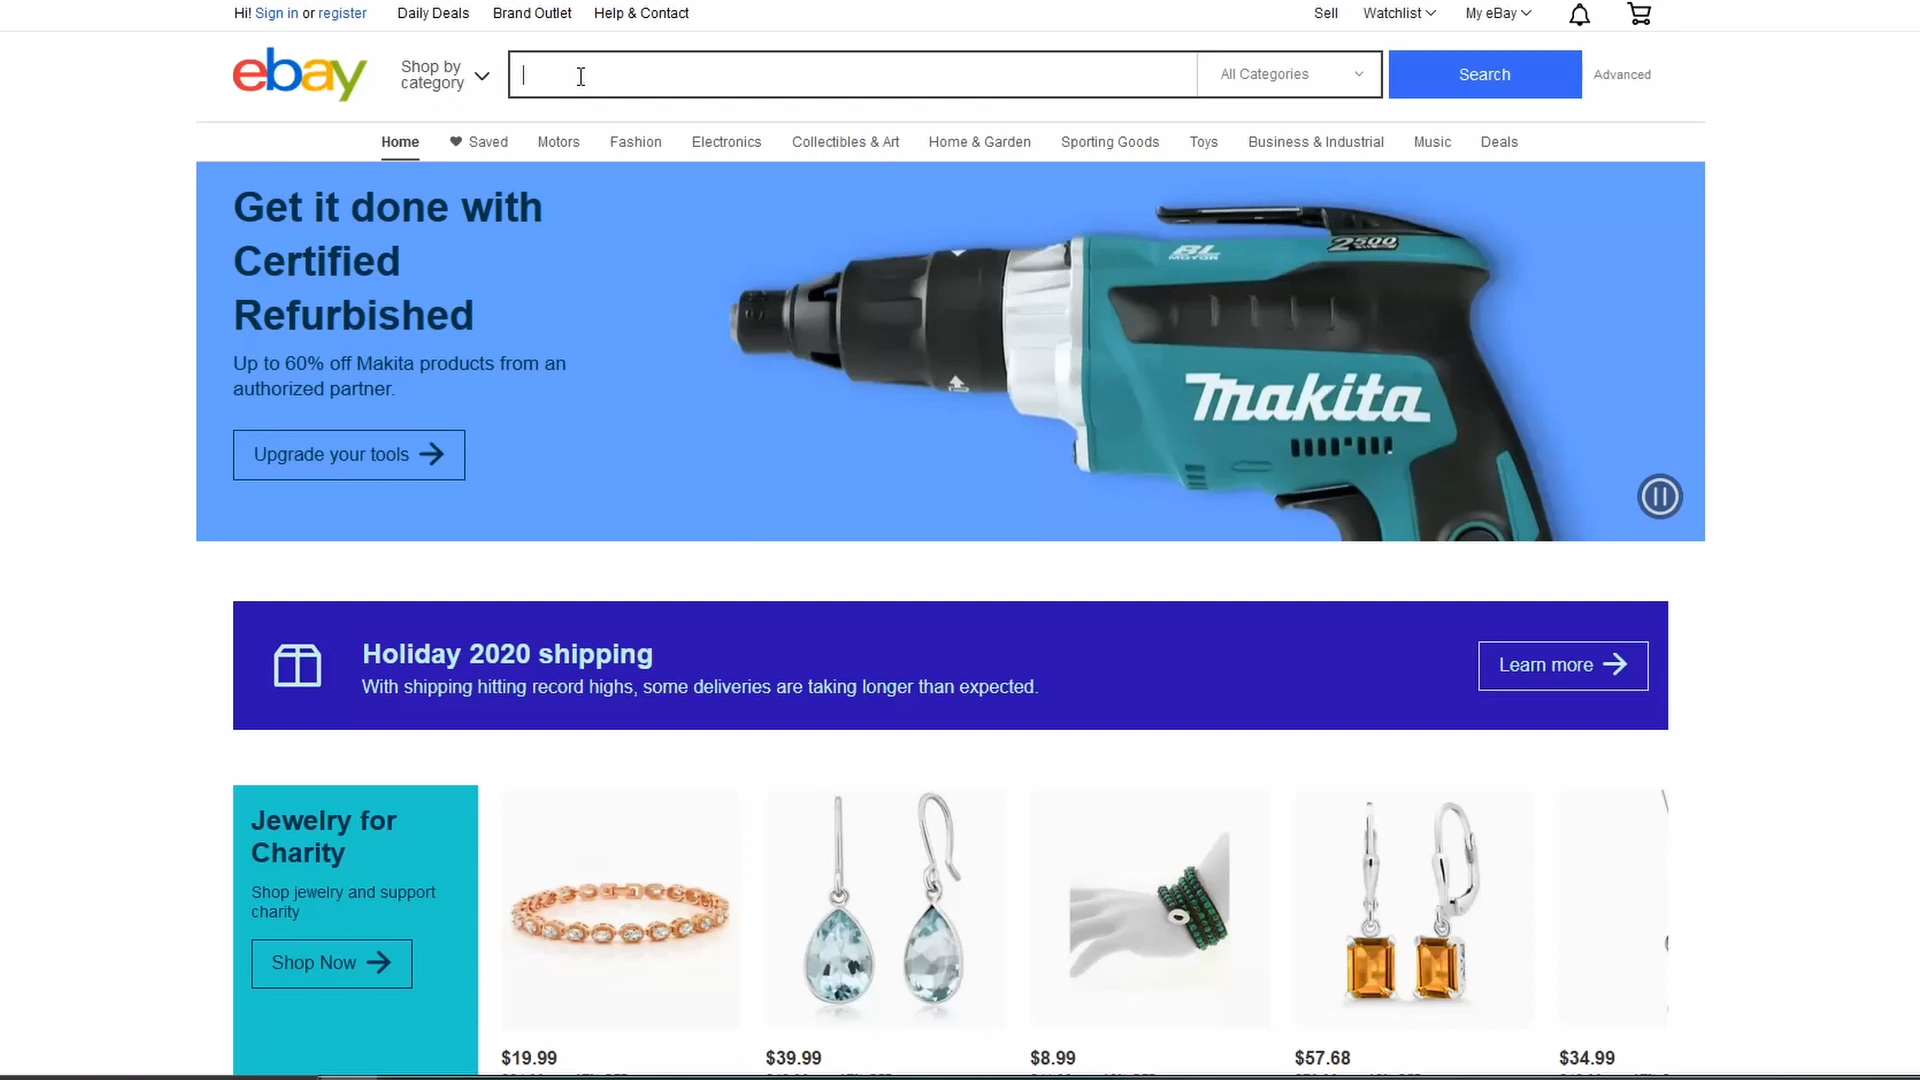 Hi! Sign in or register
Daily Deals
Brand Outlet
Help & Contact
Sell
Watchlist
My eBay
ebay
Shop by
category
All Categories
Search
Advanced
Home
Saved
Motors
Fashion
Electronics
Collectibles & Art
Home & Garden
Sporting Goods
Toys
Business & Industrial
Music
Deals
Get it done with
Certified
Refurbished
Up to 60% off Makita products from an
authorized partner.
Upgrade your tools
BL
MOTOR
2500
Makita
Holiday 2020 shipping
With shipping hitting record highs, some deliveries are taking longer than expected.
Learn more
Jewelry for
Charity
Shop jewelry and support
charity
Shop Now
$19.99
$39.99
$8.99
$57.68
$34.99